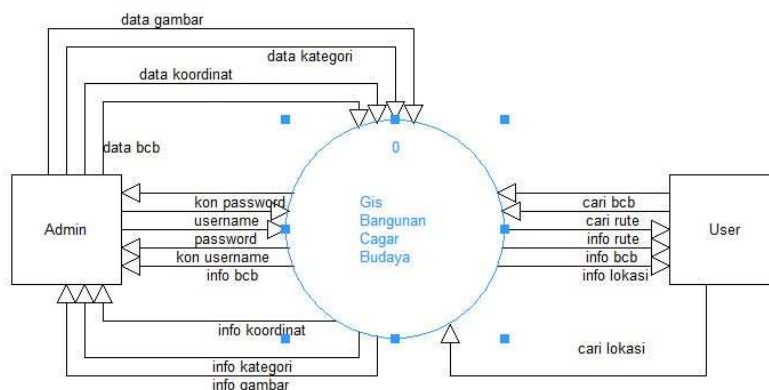 data gambar
data kategori
data koordinat
data bcb
0
Gis
Bangunan
Cagar
Budaya
Admin
User
kon password
username
password
kon username
info bcb
cari bcb
cari rute
info rute
info bcb
info lokasi
info koordinat
info kategori
info gambar
cari lokasi